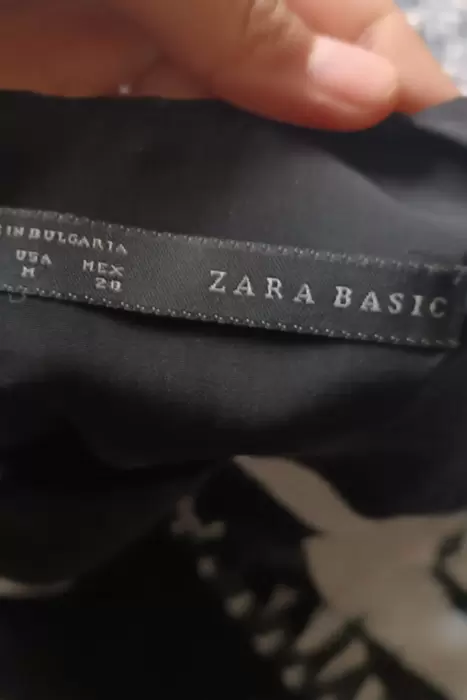 IN BULGARIA
USA MEX
M 28
ZARA BASIC